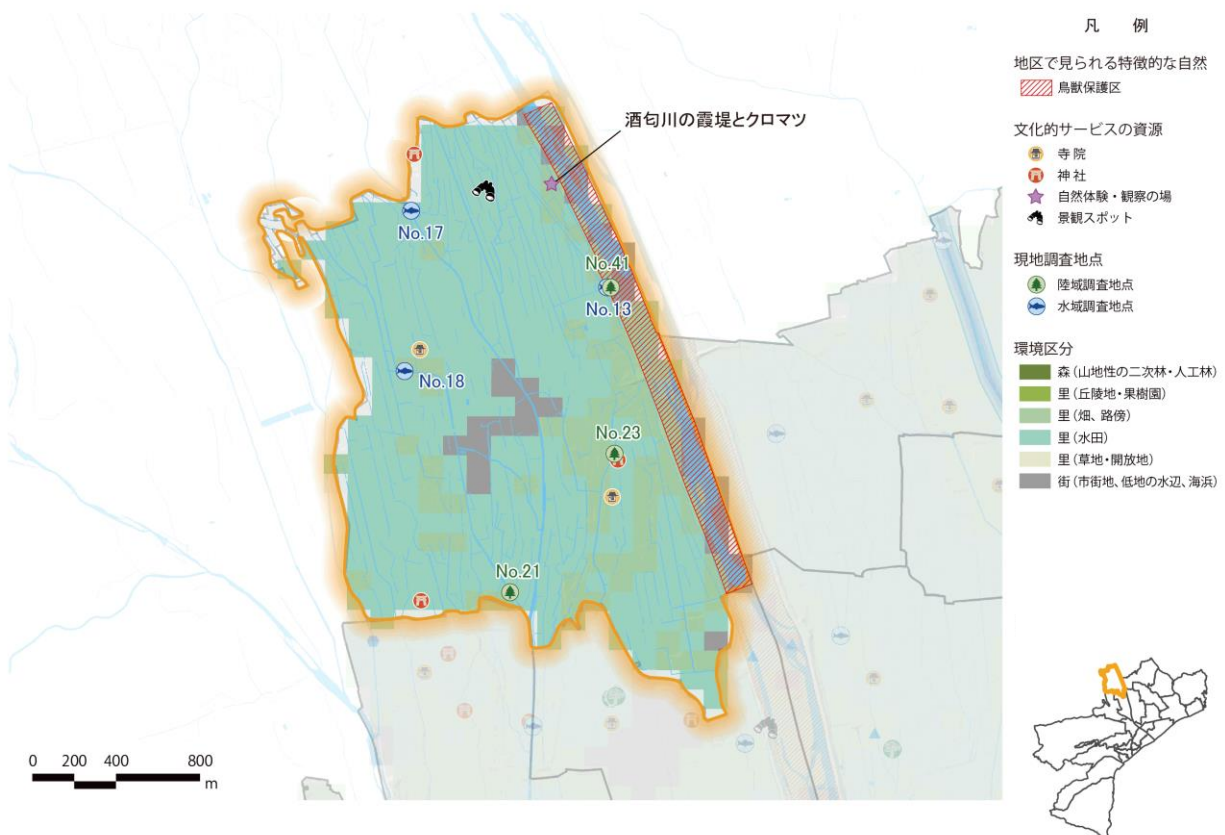 酒匂川の霞堤とクロマツ
No.17
No.41
No.13
No.18
No.23
No.21
0 200 400 800
m
凡 例
地区で見られる特徴的な自然
鳥獣保護区
文化的サービスの資源
寺院
神社
自然体験・観察の場
景観スポット
現地調査地点
陸域調査地点
水域調査地点
環境区分
森(山地性の二次林・人工林)
里(丘陵地・果樹園)
里(畑、路傍)
里(水田)
里(草地・開放地)
街(市街地、低地の水辺、海浜)